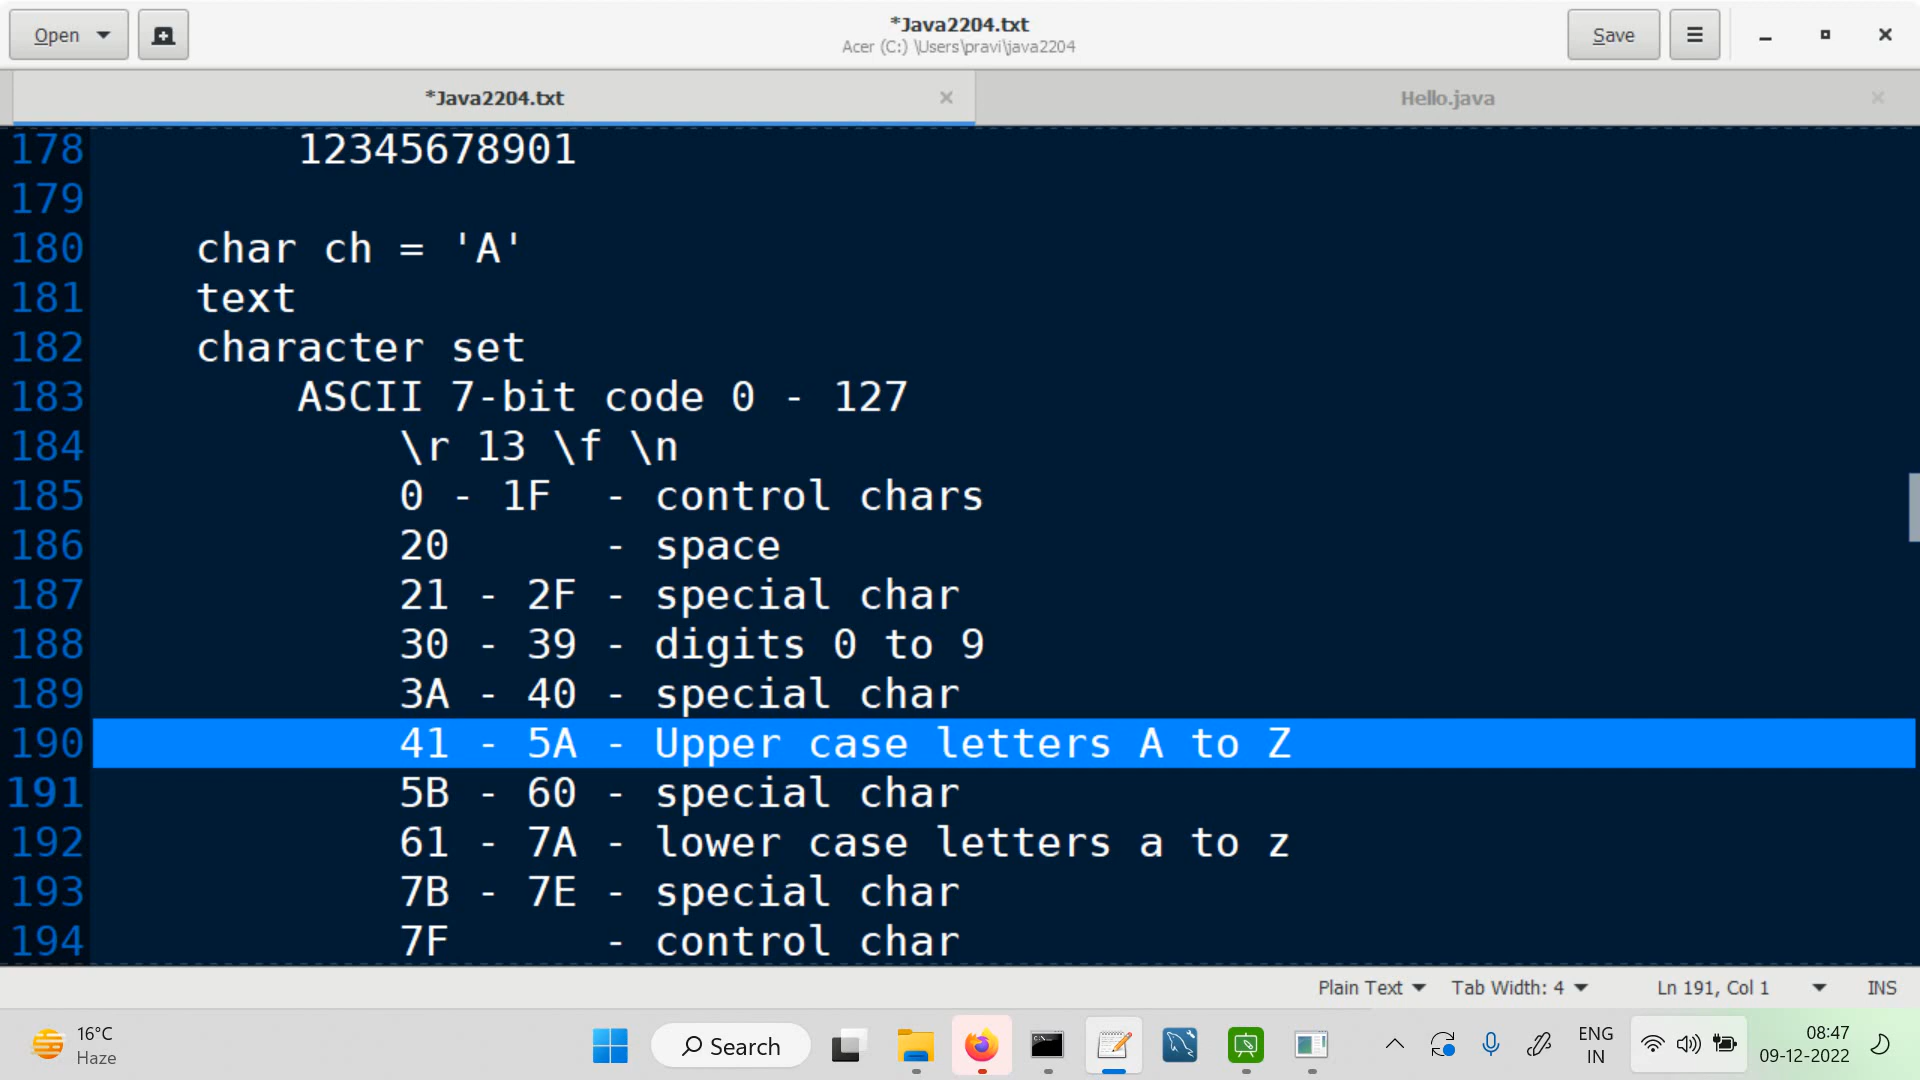 Open
*Java2204.txt
Acer (C:) \Users\pravi\java2204
Save
*Java2204.txt
Hello.java
178 12345678901
179
180 char ch = 'A'
181 text
182 character set
183 ASCII 7-bit code 0 - 127
184 \r 13 \f \n
185 0 - 1F - control chars
186 20 - space
187 21 - 2F - special char
188 30 - 39 - digits 0 to 9
189 3A - 40 - special char
190 41 - 5A - Upper case letters A to Z
191 5B - 60 - special char
192 61 - 7A - lower case letters a to z
193 7B - 7E - special char
194 7F - control char
Plain Text Tab Width: 4 Ln 191, Col 1 INS
16°C
Haze
Search
ENG
IN
08:47
09-12-2022